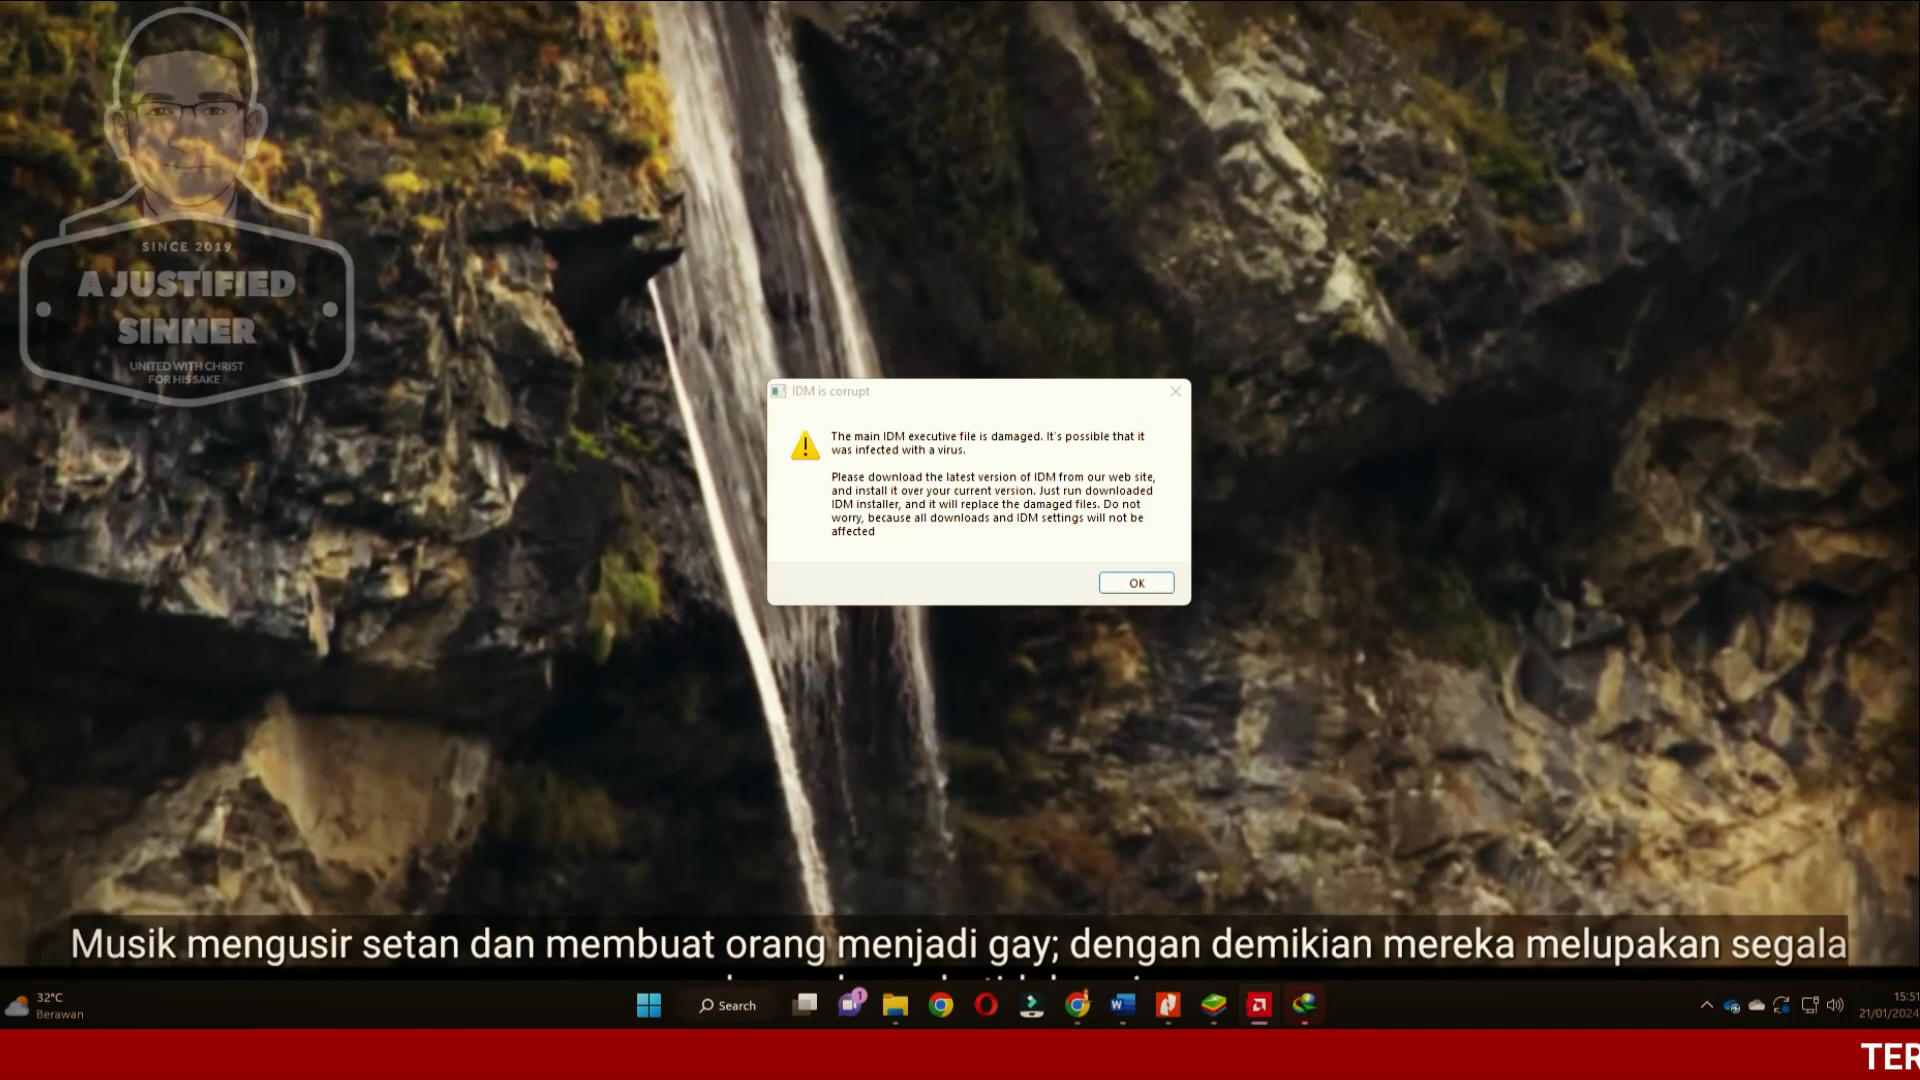 SINCE 2019
A JUSTIFIED
SINNER
UNITED WITH CHRIST
FOR HIS SAKE
IDM is corrupt
The main IDM executive file is damaged. It's possible that it
was infected with a virus.
Please download the latest version of IDM from our web site,
and install it over your current version. Just run downloaded
IDM installer, and it will replace the damaged files. Do not
worry, because all downloads and IDM settings will not be
affected
OK
Musik mengusir setan dan membuat orang menjadi gay; dengan demikian mereka melupakan segala
32°C
Berawan
Search
1
15:51
21/01/2024
TER